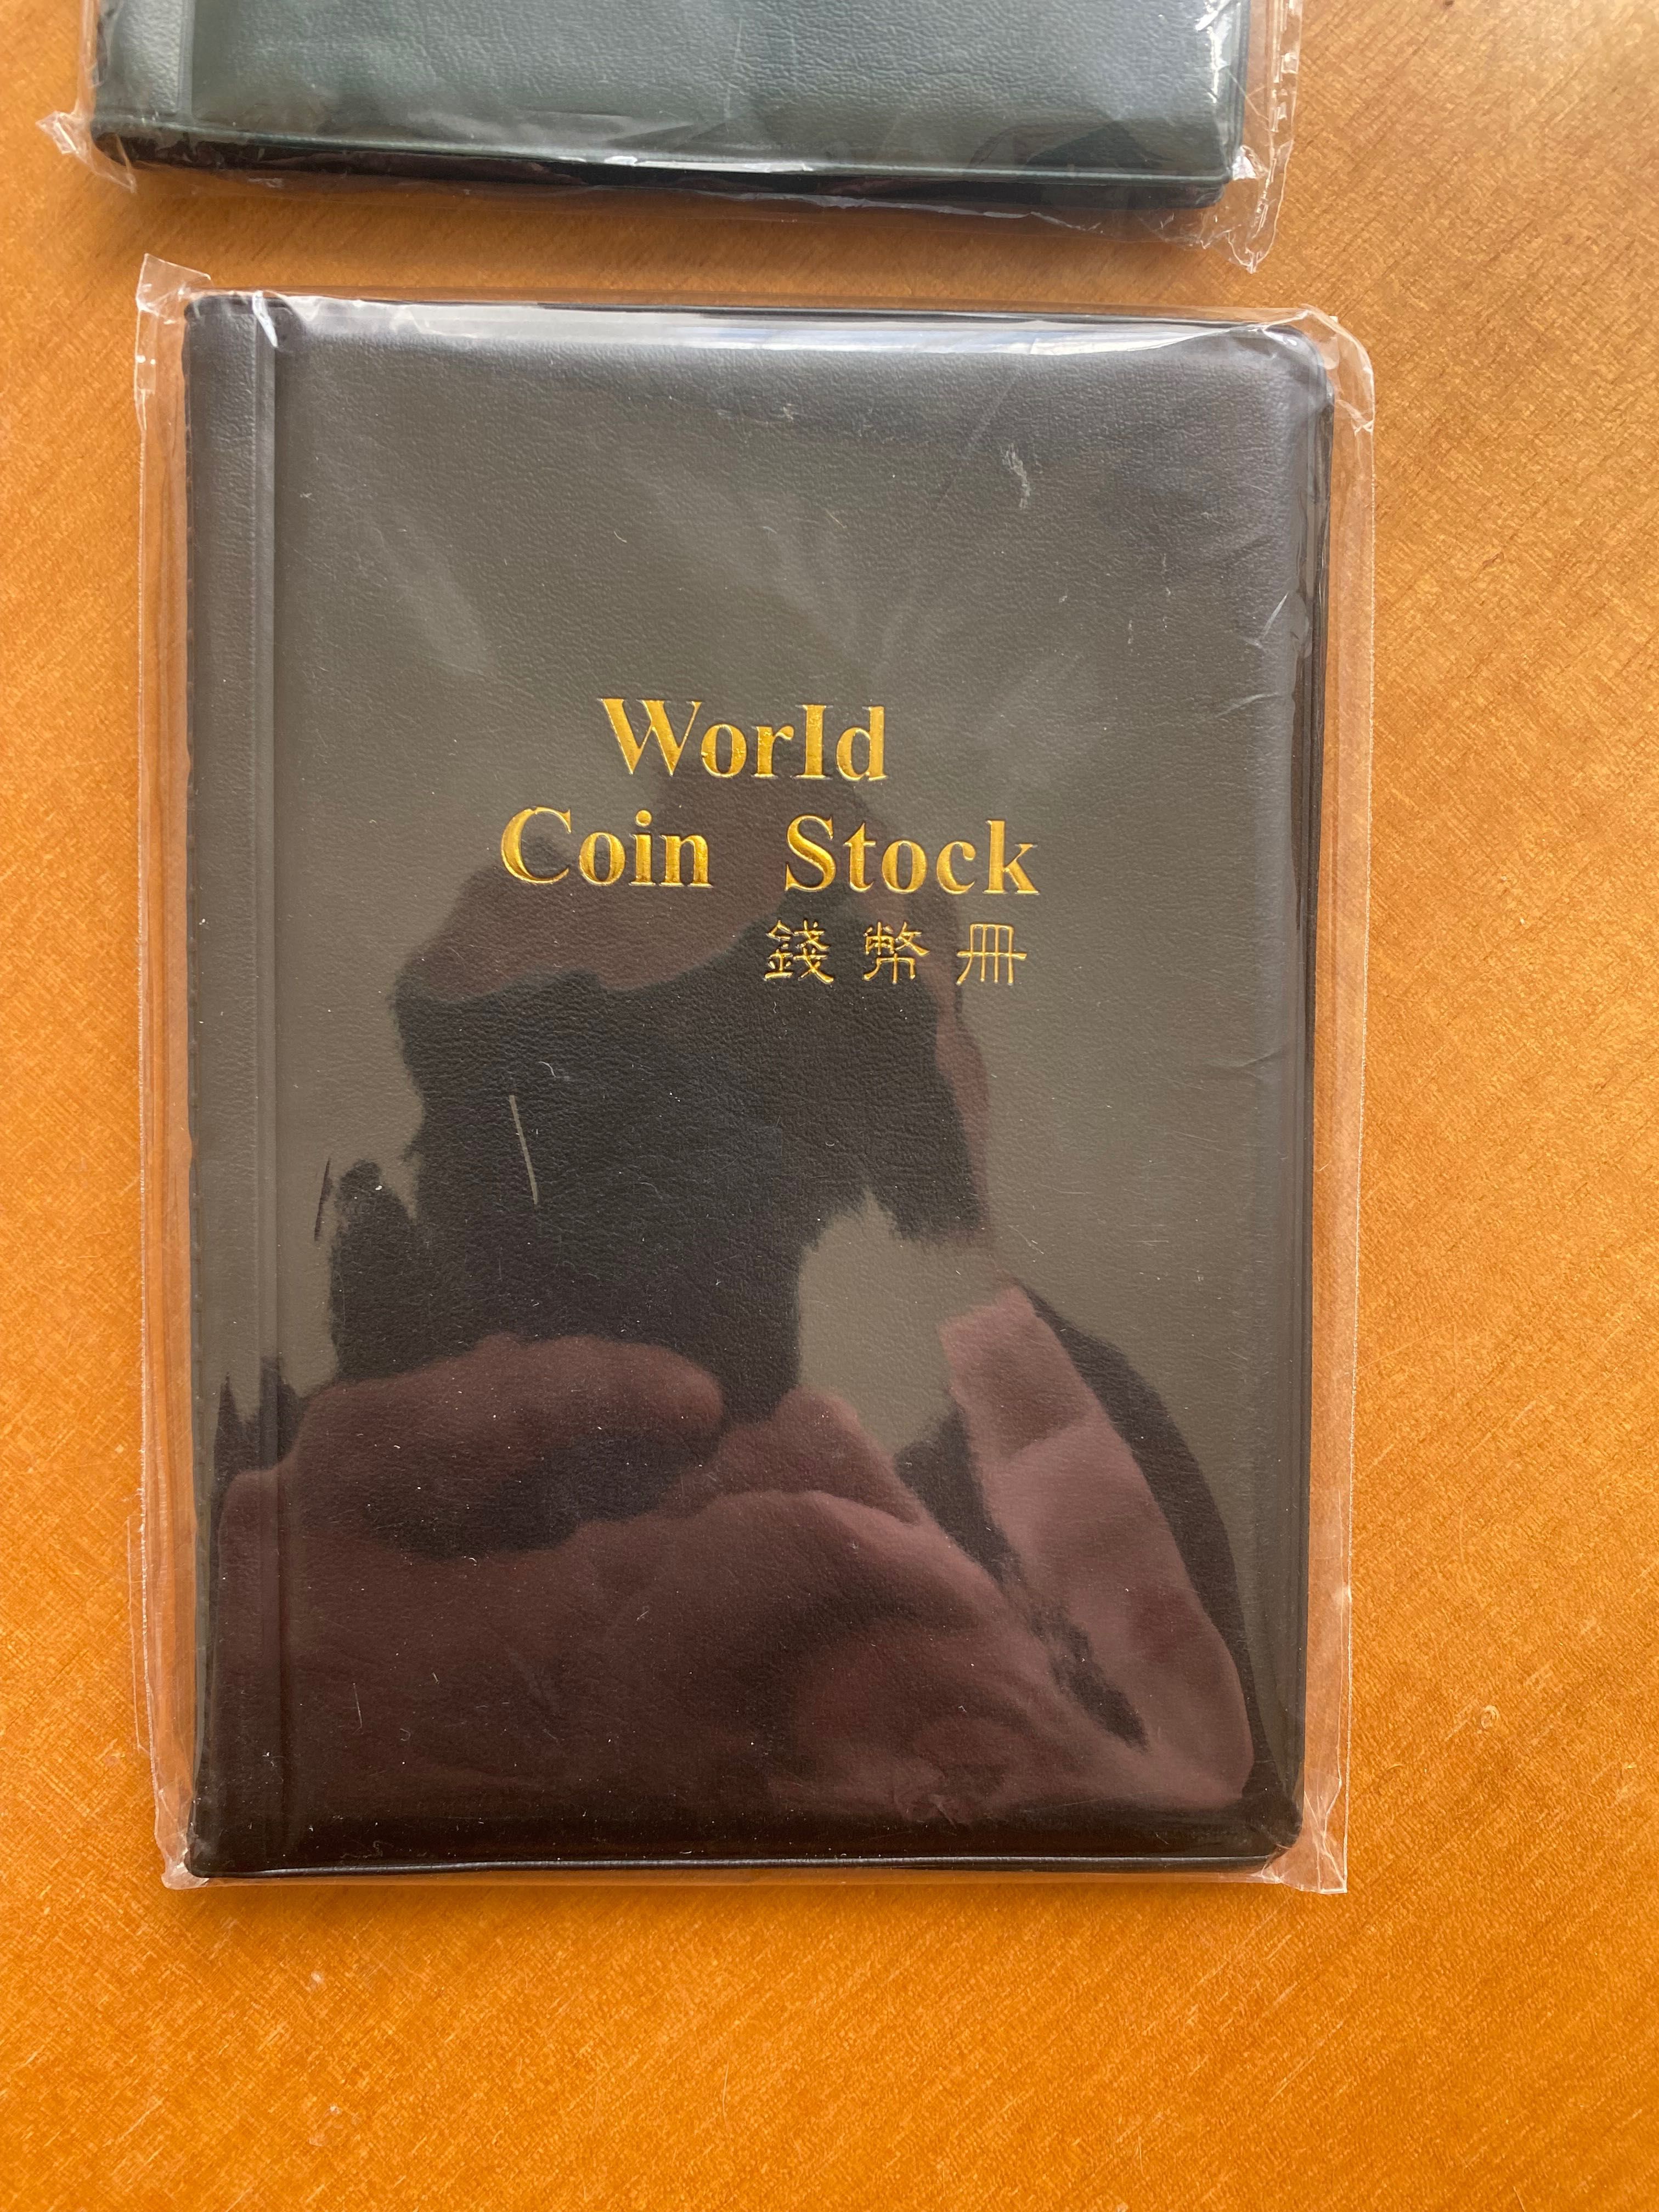 World
Coin Stock
錢幣冊